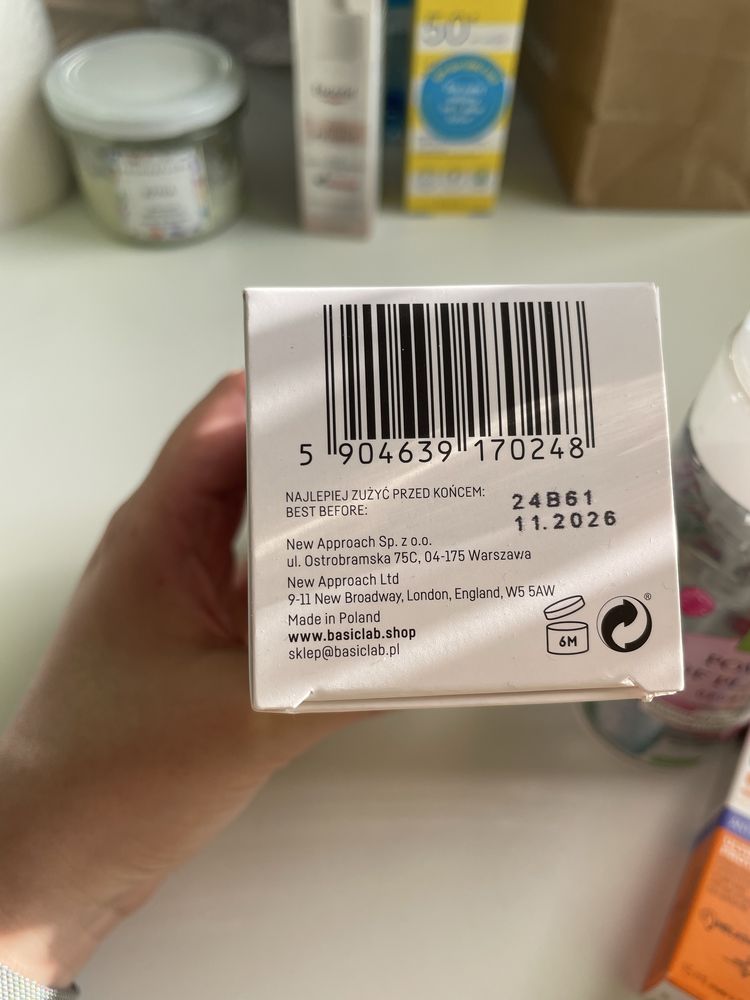 50+
5 904639 170248
NAJLEPIEJ ZUŻYĆ PRZED KOŃCEM:
BEST BEFORE:
24B61
11.2026
New Approach Sp. z o.o.
ul. Ostrobramska 75C, 04-175 Warszawa
New Approach Ltd
9-11 New Broadway, London, England, W5 5AW
Made in Poland
www.basiclab.shop
sklep@basiclab.pl
6M
®